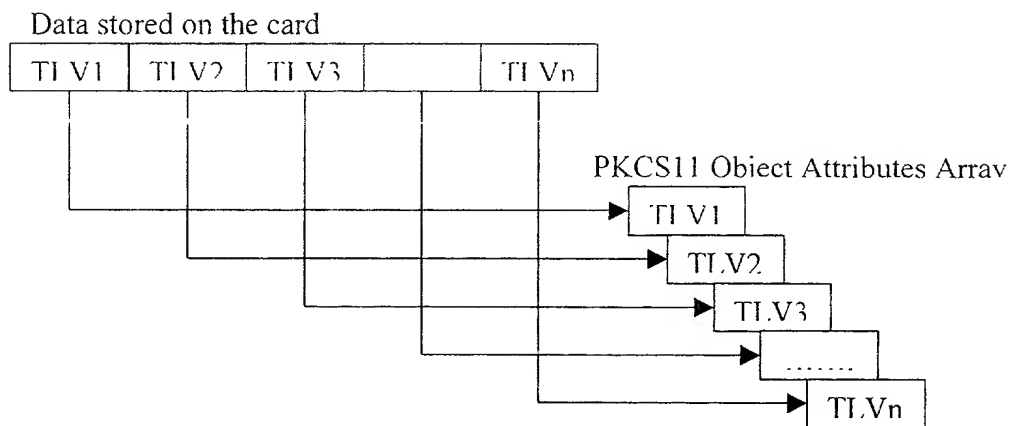 Data stored on the card
TLV1 TLV2 TLV3 TLVn
PKCS11 Object Attributes Array
TLV1
TLV2
TLV3
.......
TLVn